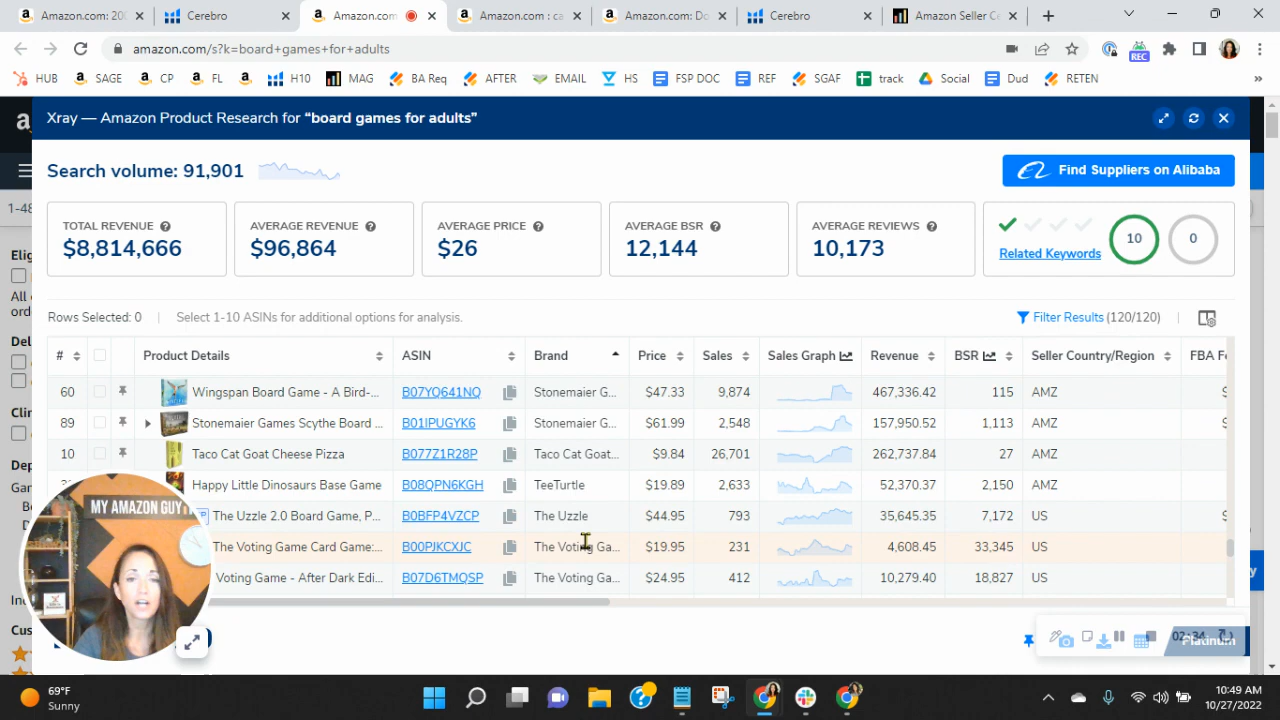 Amazon.com: 20
Cerebro
Amazon.com
Amazon.com : ca
Amazon.com: Do
Cerebro
Amazon Seller Ce
amazon.com/s?k=board+games+for+adults
REC
HUB
SAGE
CP
FL
H10
MAG
BA Req
AFTER
EMAIL
HS
FSP DOC
REF
SGAF
track
Social
Dud
RETEN
Xray — Amazon Product Research for “board games for adults”
Search volume: 91,901
Find Suppliers on Alibaba
TOTAL REVENUE
$8,814,666
AVERAGE REVENUE
$96,864
AVERAGE PRICE
$26
AVERAGE BSR
12,144
AVERAGE REVIEWS
10,173
Related Keywords
10
0
1-48
Rows Selected: 0
Select 1-10 ASINs for additional options for analysis.
Filter Results (120/120)
# Product Details ASIN Brand Price Sales Sales Graph Revenue BSR Seller Country/Region FBA Fe
60 Wingspan Board Game - A Bird-... B07YQ641NQ Stonemaier G... $47.33 9,874 467,336.42 115 AMZ $
89 Stonemaier Games Scythe Board ... B01IPUGYK6 Stonemaier G... $61.99 2,548 157,950.52 1,113 AMZ
10 Taco Cat Goat Cheese Pizza B077Z1R28P Taco Cat Goat... $9.84 26,701 262,737.84 27 AMZ
Happy Little Dinosaurs Base Game B08QPN6KGH TeeTurtle $19.89 2,633 52,370.37 2,150 AMZ
The Uzzle 2.0 Board Game, P... B0BFP4VZCP The Uzzle $44.95 793 35,645.35 7,172 US $
The Voting Game Card Game:... B00PJKCXJC The Voting Ga... $19.95 231 4,608.45 33,345 US
Voting Game - After Dark Edi... B07D6TMQSP The Voting Ga... $24.95 412 10,279.40 18,827 US
MY AMAZON GUY
02:34
Platinum
69°F
Sunny
10:49 AM
10/27/2022